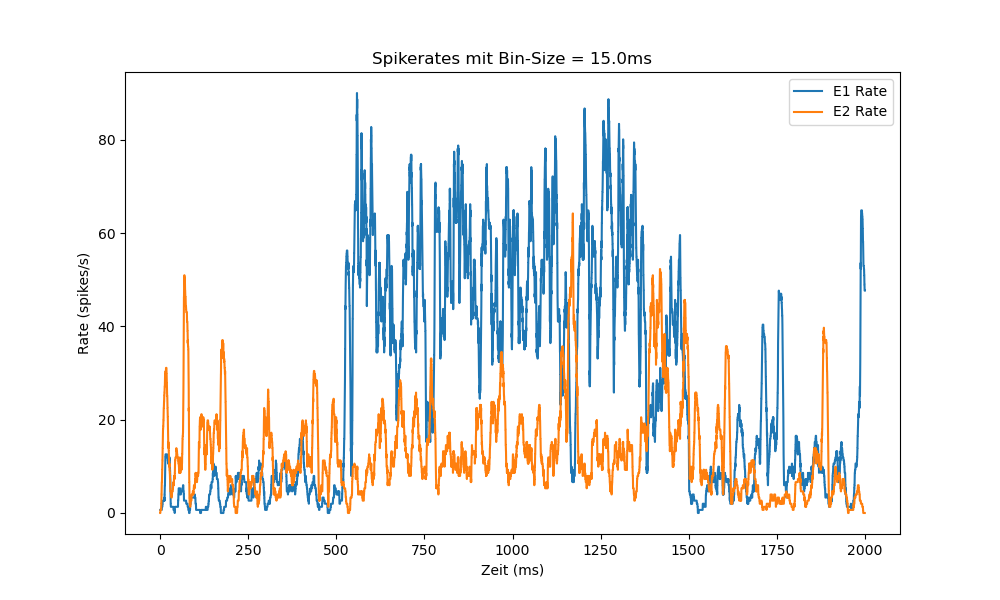 Spikerates mit Bin-Size = 15.0ms
E1 Rate
E2 Rate
Rate (spikes/s)
80
60
40
20
0
0 250 500 750 1000 1250 1500 1750 2000
Zeit (ms)